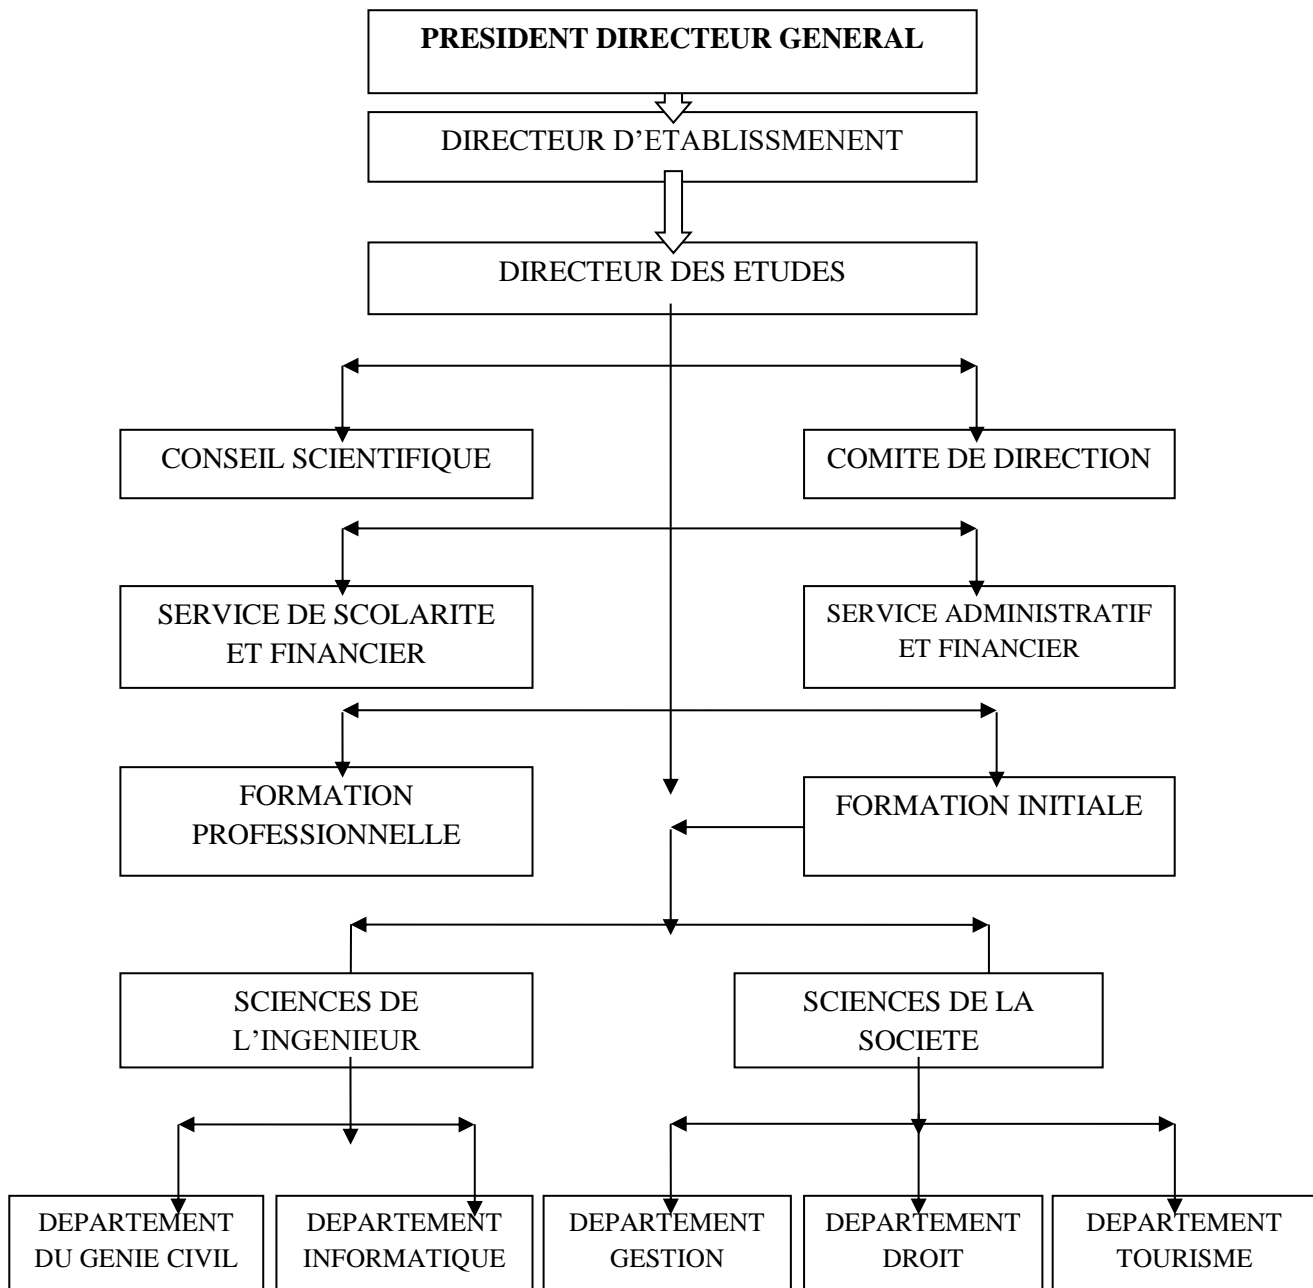 PRESIDENT DIRECTEUR GENERAL
DIRECTEUR D’ETABLISSMENENT
DIRECTEUR DES ETUDES
CONSEIL SCIENTIFIQUE
COMITE DE DIRECTION
SERVICE DE SCOLARITE
ET FINANCIER
SERVICE ADMINISTRATIF
ET FINANCIER
FORMATION
PROFESSIONNELLE
FORMATION INITIALE
SCIENCES DE
L’INGENIEUR
SCIENCES DE LA
SOCIETE
DEPARTEMENT
DU GENIE CIVIL
DEPARTEMENT
INFORMATIQUE
DEPARTEMENT
GESTION
DEPARTEMENT
DROIT
DEPARTEMENT
TOURISME